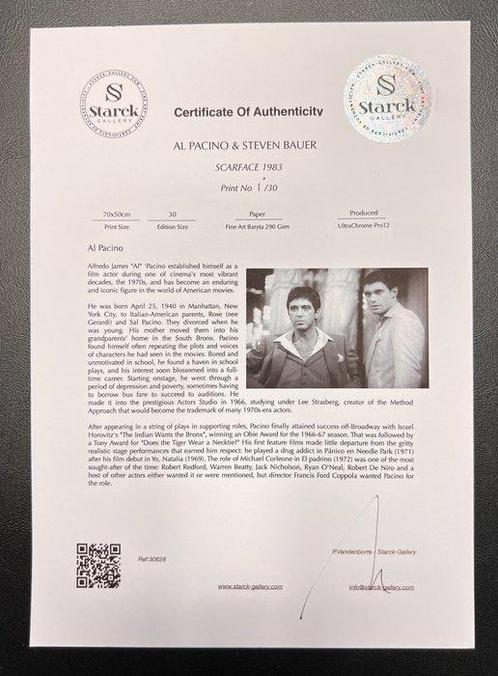 Starck
GALLERY
STARCK-GALLERY.COM
Starck
GALLERY
Certificate Of Authenticity
AL PACINO & STEVEN BAUER
SCARFACE 1983
Print No 1/30
70x50cm 30 Paper Produced
Print Size Edition Size Fine Art Baryta 290 Gsm UltraChrome Pro12
Al Pacino
Alfredo James "Al" 'Pacino established himself as a
film actor during one of cinema's most vibrant
decades, the 1970s, and has become an enduring
and iconic figure in the world of American movies.
He was born April 25, 1940 in Manhattan, New
York City, to Italian-American parents, Rose (nee
Gerardi) and Sal Pacino. They divorced when he
was young. His mother moved them into his
grandparents' home in the South Bronx. Pacino
found himself often repeating the plots and voices
of characters he had seen in the movies. Bored and
unmotivated in school, he found a haven in school
plays, and his interest soon blossomed into a full-
time career. Starting onstage, he went through a
period of depression and poverty, sometimes having
to borrow bus fare to succeed to auditions. He
made it into the prestigious Actors Studio in 1966, studying under Lee Strasberg, creator of the Method
Approach that would become the trademark of many 1970s-era actors.
After appearing in a string of plays in supporting roles, Pacino finally attained success off-Broadway with Israel
Horovitz's "The Indian Wants the Bronx", winning an Obie Award for the 1966-67 season. That was followed by
a Tony Award for "Does the Tiger Wear a Necktie?" His first feature films made little departure from the gritty
realistic stage performances that earned him respect: he played a drug addict in Pánico en Needle Park (1971)
after his film debut in Yo, Natalia (1969). The role of Michael Corleone in El padrino (1972) was one of the most
sought-after of the time: Robert Redford, Warren Beatty, Jack Nicholson, Ryan O'Neal, Robert De Niro and a
host of other actors either wanted it or were mentioned, but director Francis Ford Coppola wanted Pacino for
the role.
Ref:30628
P.Vandenborre - Starck-Gallery
www.starck-gallery.com
info@starck-gallery.com